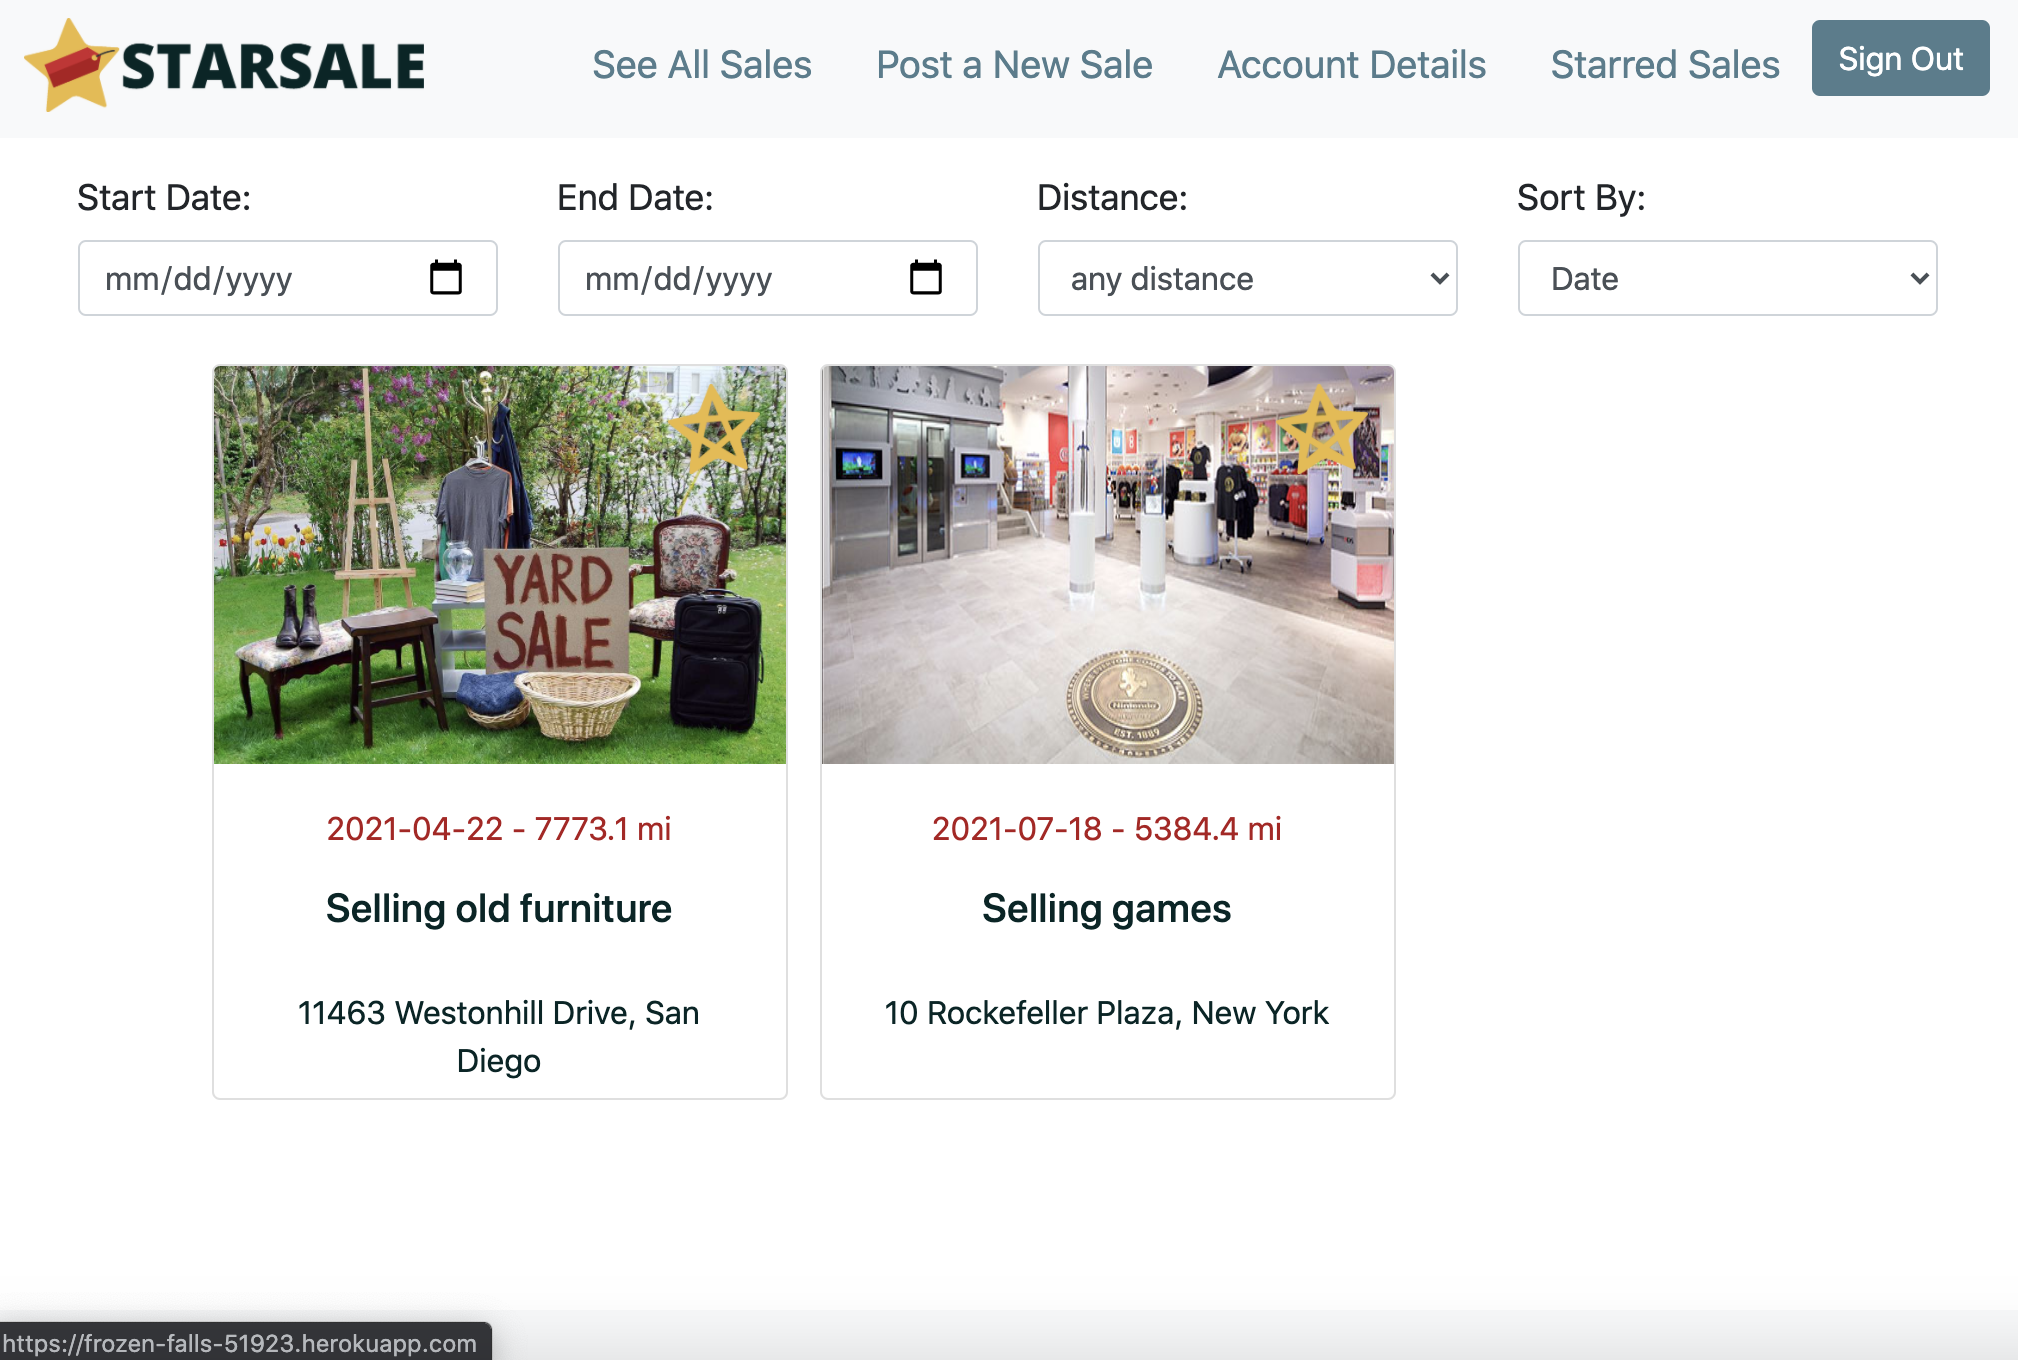 STARSALE
See All Sales
Post a New Sale
Account Details
Starred Sales
Sign Out
Start Date:
End Date:
Distance:
Sort By:
mm/dd/yyyy
mm/dd/yyyy
any distance
Date
YARD
SALE
Nintendo
EST. 1889
2021-04-22 - 7773.1 mi
Selling old furniture
11463 Westonhill Drive, San
Diego
2021-07-18 - 5384.4 mi
Selling games
10 Rockefeller Plaza, New York
https://frozen-falls-51923.herokuapp.com